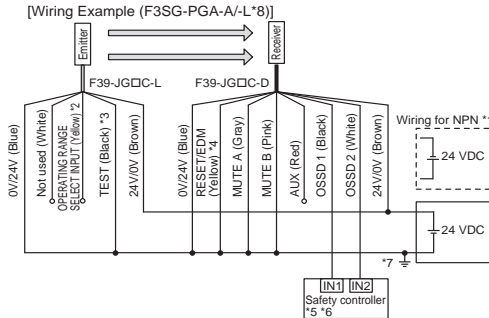 [Wiring Example (F3SG-PGA-A/-L*8)]
Emitter
Receiver
F39-JG□C-L
F39-JG□C-D
0V/24V (Blue)
Not used (White)
OPERATING RANGE
SELECT INPUT (Yellow) *2
TEST (Black) *3
24V/0V (Brown)
0V/24V (Blue)
RESET/EDM
(Yellow) *4
MUTE A (Gray)
MUTE B (Pink)
AUX (Red)
OSSD 1 (Black)
OSSD 2 (White)
24V/0V (Brown)
Wiring for NPN *
24 VDC
24 VDC
*7
IN1 IN2
Safety controller
*5 *6